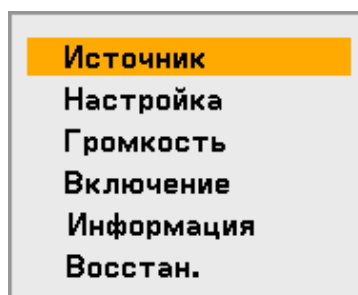 Источник
Настройка
Громкость
Включение
Информация
Восстан.